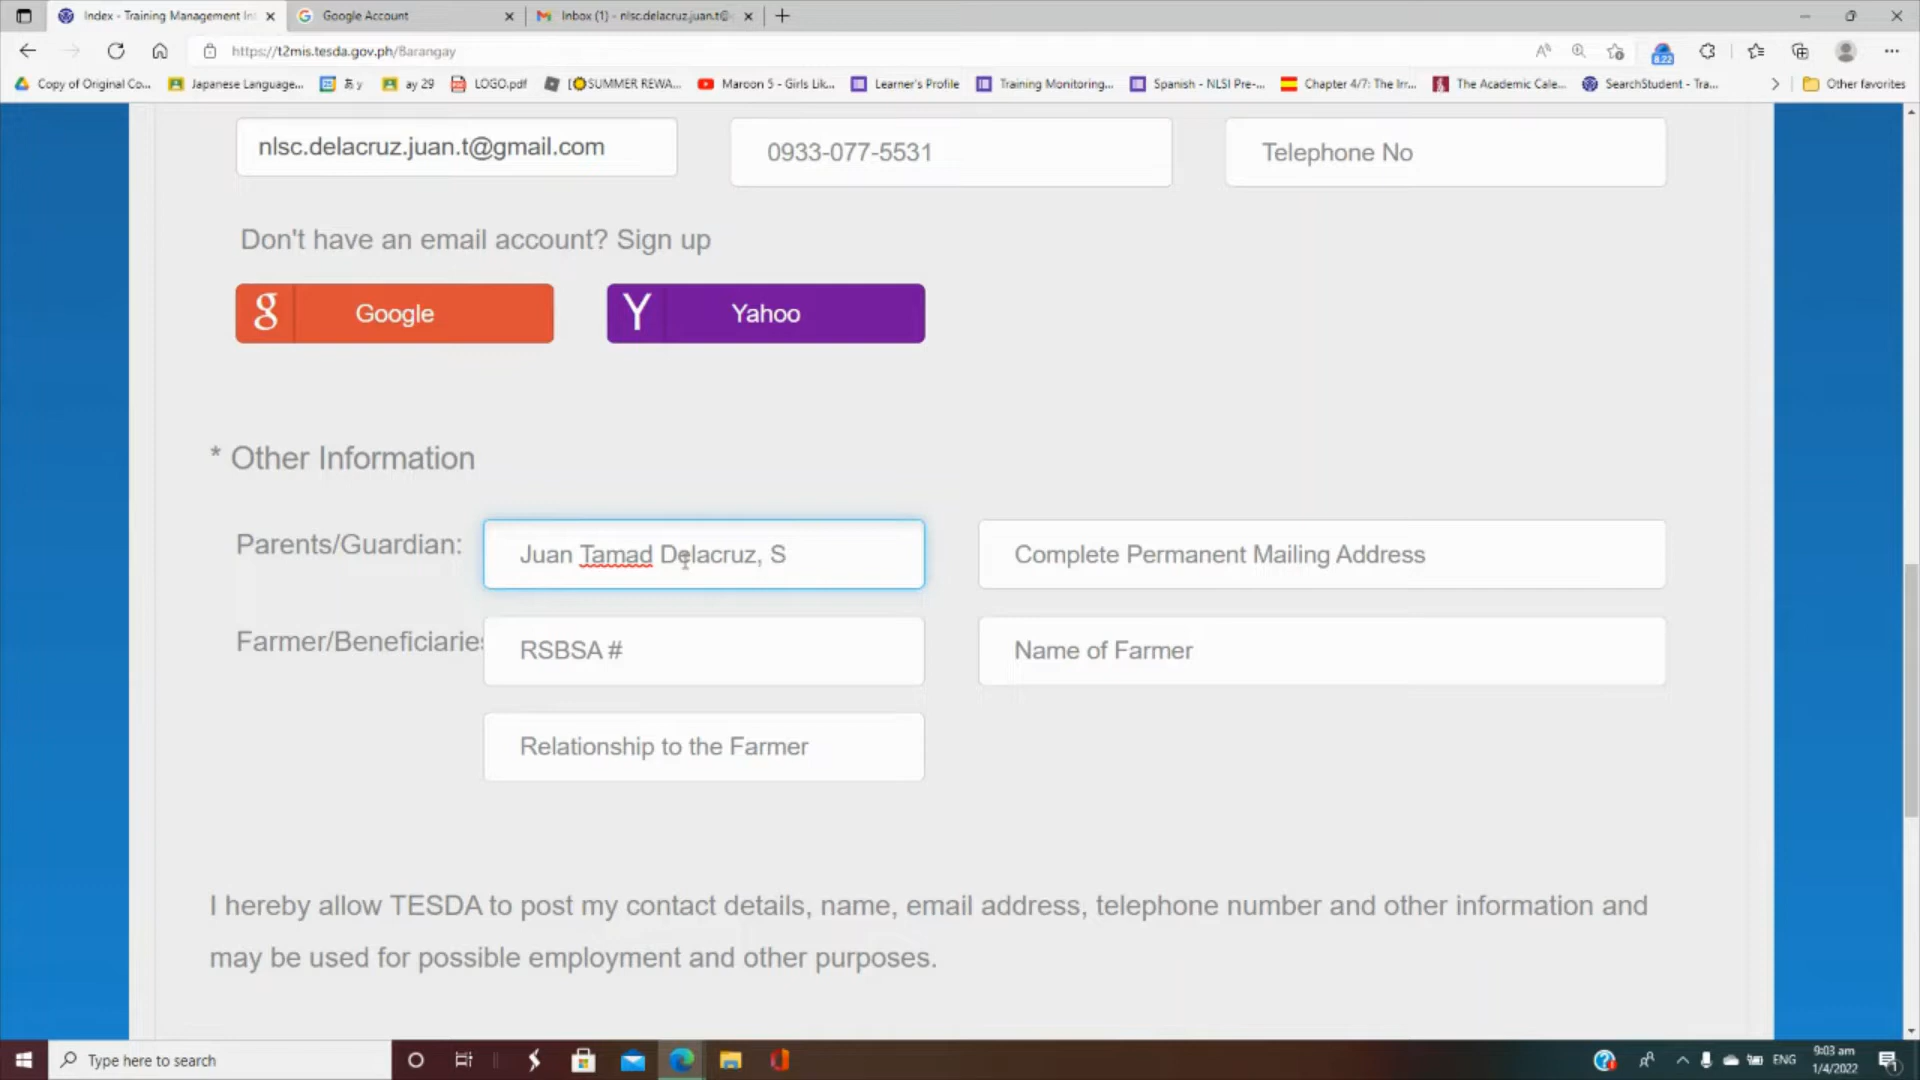 Index - Training Management In
Google Account
Inbox (1) - nlsc.delacruz.juan.t@
https://t2mis.tesda.gov.ph/Barangay
8.22
Copy of Original Co...
Japanese Language...
あ y
ay 29
LOGO.pdf
[🌞SUMMER REWA...
Maroon 5 - Girls Lik...
Learner's Profile
Training Monitoring...
Spanish - NLSI Pre-...
Chapter 4/7: The Irr...
The Academic Cale...
SearchStudent - Tra...
Other favorites
nlsc.delacruz.juan.t@gmail.com
0933-077-5531
Telephone No
Don't have an email account? Sign up
g Google
Y Yahoo
* Other Information
Parents/Guardian:
Juan Tamad Delacruz, S
Complete Permanent Mailing Address
Farmer/Beneficiaries
RSBSA #
Name of Farmer
Relationship to the Farmer
I hereby allow TESDA to post my contact details, name, email address, telephone number and other information and
may be used for possible employment and other purposes.
Type here to search
ENG
9:03 am
1/4/2022
1